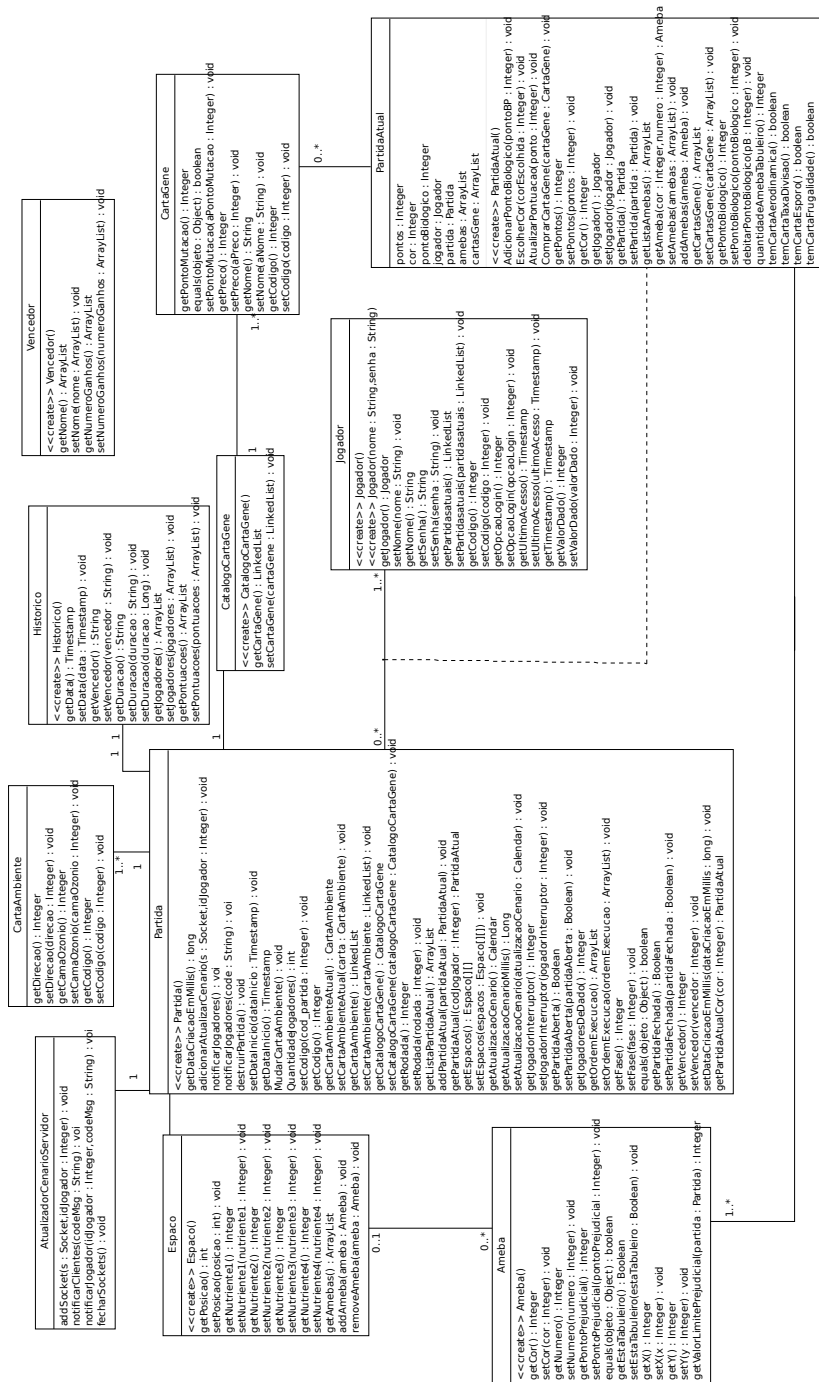 AtualizadorCenarioServidor
addSocket(s : Socket,idJogador : Integer) : void
notificarClientes(codeMsg : String) : voi
notificarJogador(idJogador : Integer,codeMsg : String) : voi
fecharSockets() : void
1
CartaAmbiente
getDirecao() : Integer
setDirecao(direcao : Integer) : void
getCamaOzonio() : Integer
setCamaOzonio(camaOzonio : Integer) : void
getCodigo() : Integer
setCodigo(codigo : Integer) : void
1..*
1
Historico
<<create>> Historico()
getData() : Timestamp
setData(data : Timestamp) : void
getVencedor() : String
setVencedor(vencedor : String) : void
getDuracao() : String
setDuracao(duracao : String) : void
setDuracao(duracao : Long) : void
getJogadores() : ArrayList
setJogadores(jogadores : ArrayList) : void
getPontuacoes() : ArrayList
setPontuacoes(pontuacoes : ArrayList) : void
1
1
Vencedor
<<create>> Vencedor()
getNome() : ArrayList
setNome(nome : ArrayList) : void
getNumeroGanhos() : ArrayList
setNumeroGanhos(numeroGanhos : ArrayList) : void
Espaco
<<create>> Espaco()
getPosicao() : int
setPosicao(posicao : int) : void
getNutriente1() : Integer
setNutriente1(nutriente1 : Integer) : void
getNutriente2() : Integer
setNutriente2(nutriente2 : Integer) : void
getNutriente3() : Integer
setNutriente3(nutriente3 : Integer) : void
getNutriente4() : Integer
setNutriente4(nutriente4 : Integer) : void
getAmebas() : ArrayList
addAmeba(ameba : Ameba) : void
removeAmeba(ameba : Ameba) : void
0..1
0..*
Partida
<<create>> Partida()
getDataCriacaoEmMillis() : long
adicionarAtualizarCenario(s : Socket,idJogador : Integer) : void
notificarJogadores() : voi
notificarJogadores(code : String) : voi
destruirPartida() : void
setDataInicio(dataInicio : Timestamp) : void
getDataInicio() : Timestamp
MudarCartaAmbiente() : void
QuantidadeJogadores() : int
setCodigo(cod_partida : Integer) : void
getCodigo() : Integer
getCartaAmbienteAtual() : CartaAmbiente
setCartaAmbienteAtual(carta : CartaAmbiente) : void
getCartaAmbiente() : LinkedList
setCartaAmbiente(cartaAmbiente : LinkedList) : void
getCatalogoCartaGene() : CatalogoCartaGene
setCatalogoCartaGene(catalogoCartaGene : CatalogoCartaGene) : void
getRodada() : Integer
setRodada(rodada : Integer) : void
getListaPartidaAtual() : ArrayList
addPartidaAtual(partidaAtual : PartidaAtual) : void
getPartidaAtual(codJogador : Integer) : PartidaAtual
getEspacos() : Espaco[][]
setEspacos(espacos : Espaco[][]) : void
getAtualizacaoCenario() : Calendar
getAtualizacaoCenarioMillis() : Long
setAtualizacaoCenario(AtualizacaoCenario : Calendar) : void
getJogadorInterruptor() : Integer
setJogadorInterruptor(jogadorInterruptor : Integer) : void
getPartidaAberta() : Boolean
setPartidaAberta(partidaAberta : Boolean) : void
getJogadoresDeDado() : Integer
getOrdemExecucao() : ArrayList
setOrdemExecucao(ordemExecucao : ArrayList) : void
getFase() : Integer
setFase(fase : Integer) : void
equals(objeto : Object) : boolean
getPartidaFechada() : Boolean
setPartidaFechada(partidaFechada : Boolean) : void
getVencedor() : Integer
setVencedor(vencedor : Integer) : void
setDataCriacaoEmMillis(dataCriacaoEmMillis : long) : void
getPartidaAtualCor(cor : Integer) : PartidaAtual
1
0..*
CatalogoCartaGene
<<create>> CatalogoCartaGene()
getCartaGene() : LinkedList
setCartaGene(cartaGene : LinkedList) : void
1
1..*
CartaGene
getPontoMutacao() : Integer
equals(objeto : Object) : boolean
setPontoMutacao(aPontoMutacao : Integer) : void
getPreco() : Integer
setPreco(aPreco : Integer) : void
getNome() : String
setNome(aNome : String) : void
getCodigo() : Integer
setCodigo(codigo : Integer) : void
0..*
Jogador
<<create>> Jogador()
<<create>> Jogador(nome : String,senha : String)
getJogador() : Jogador
setNome(nome : String) : void
getNome() : String
getSenha() : String
setSenha(senha : String) : void
getPartidasatuais() : LinkedList
setPartidasatuais(partidasatuais : LinkedList) : void
getCodigo() : Integer
setCodigo(codigo : Integer) : void
getOpcaoLogin() : Integer
setOpcaoLogin(opcaoLogin : Integer) : void
getUltimoAcesso() : Timestamp
setUltimoAcesso(ultimoAcesso : Timestamp) : void
getTimestamp() : Timestamp
getValorDado() : Integer
setValorDado(valorDado : Integer) : void
1..*
Ameba
<<create>> Ameba()
getCor() : Integer
setCor(cor : Integer) : void
getNumero() : Integer
setNumero(numero : Integer) : void
getPontoPrejudicial() : Integer
setPontoPrejudicial(pontoPrejudicial : Integer) : void
equals(objeto : Object) : boolean
getEstaTabuleiro() : Boolean
setEstaTabuleiro(estaTabuleiro : Boolean) : void
getX() : Integer
setX(x : Integer) : void
getY() : Integer
setY(y : Integer) : void
getValorLimitePrejudicial(partida : Partida) : Integer
1..*
PartidaAtual
pontos : Integer
cor : Integer
pontoBiologico : Integer
jogador : Jogador
partida : Partida
amebas : ArrayList
cartasGene : ArrayList
<<create>> PartidaAtual()
AdicionarPontoBiologico(pontoBP : Integer) : void
EscolherCor(corEscolhida : Integer) : void
AtualizarPontuacao(ponto : Integer) : void
ComprarCartaGene(cartaGene : CartaGene) : void
getPontos() : Integer
setPontos(pontos : Integer) : void
getCor() : Integer
getJogador() : Jogador
setJogador(jogador : Jogador) : void
getPartida() : Partida
setPartida(partida : Partida) : void
getListaAmebas() : ArrayList
getAmeba(cor : Integer,numero : Integer) : Ameba
setAmebas(amebas : ArrayList) : void
addAmebas(ameba : Ameba) : void
getCartasGene() : ArrayList
setCartasGene(cartaGene : ArrayList) : void
getPontoBiologico() : Integer
setPontoBiologico(pontoBiologico : Integer) : void
debitarPontoBiologico(pB : Integer) : void
quantidadeAmebaTabuleiro() : Integer
temCartaAerodinamica() : boolean
temCartaTaxaDivisao() : boolean
temCartaEsporo() : boolean
temCartaFrugalidade() : boolean